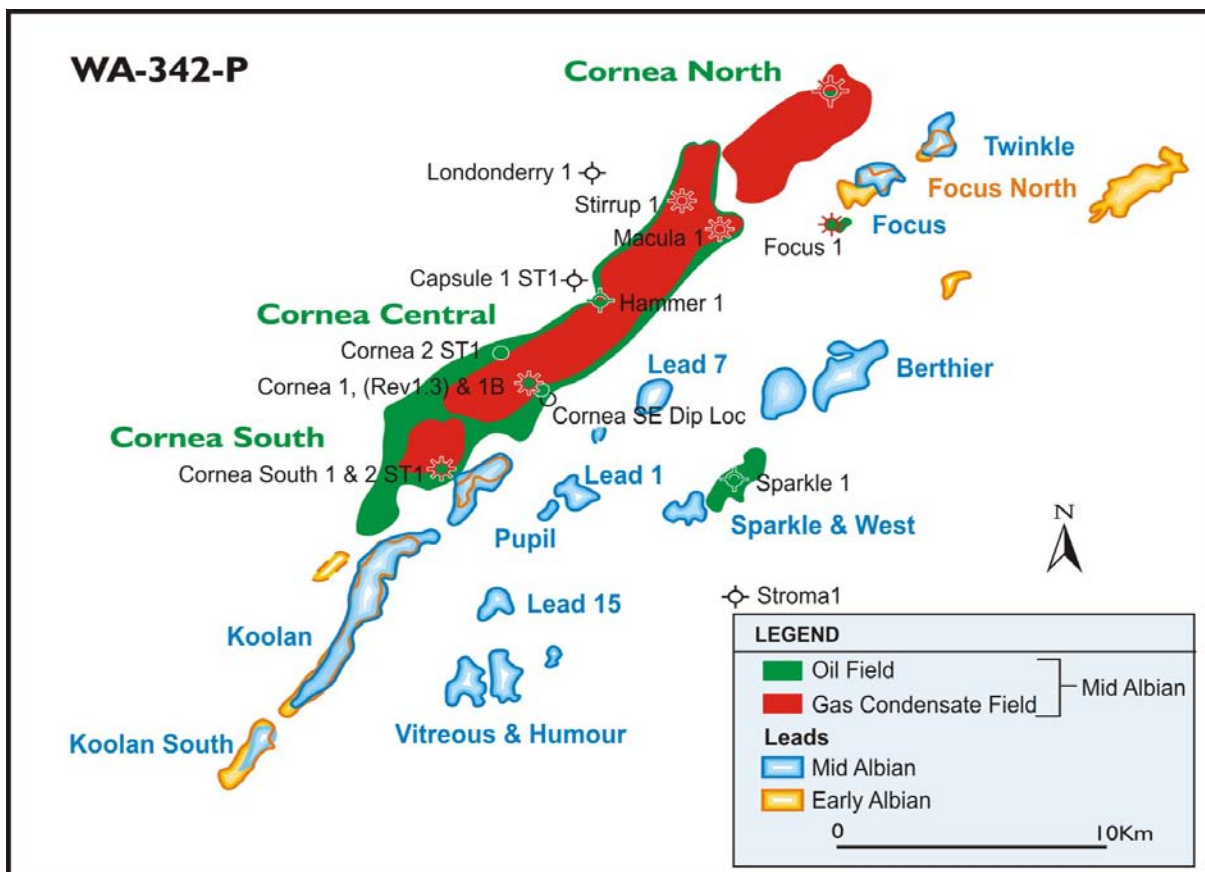 WA-342-P
Cornea North
Londonderry 1
Twinkle
Stirrup 1
Focus North
Macula 1
Focus 1
Focus
Capsule 1 ST1
Hammer 1
Cornea Central
Cornea 2 ST1
Lead 7
Berthier
Cornea 1, (Rev1.3) & 1B
Cornea SE Dip Loc
Cornea South
Cornea South 1 & 2 ST1
Lead 1
Sparkle 1
Pupil
Sparkle & West
N
Lead 15
Stroma1
Koolan
Vitreous & Humour
Koolan South
LEGEND
Oil Field
Gas Condensate Field
Mid Albian
Leads
Mid Albian
Early Albian
0 10Km